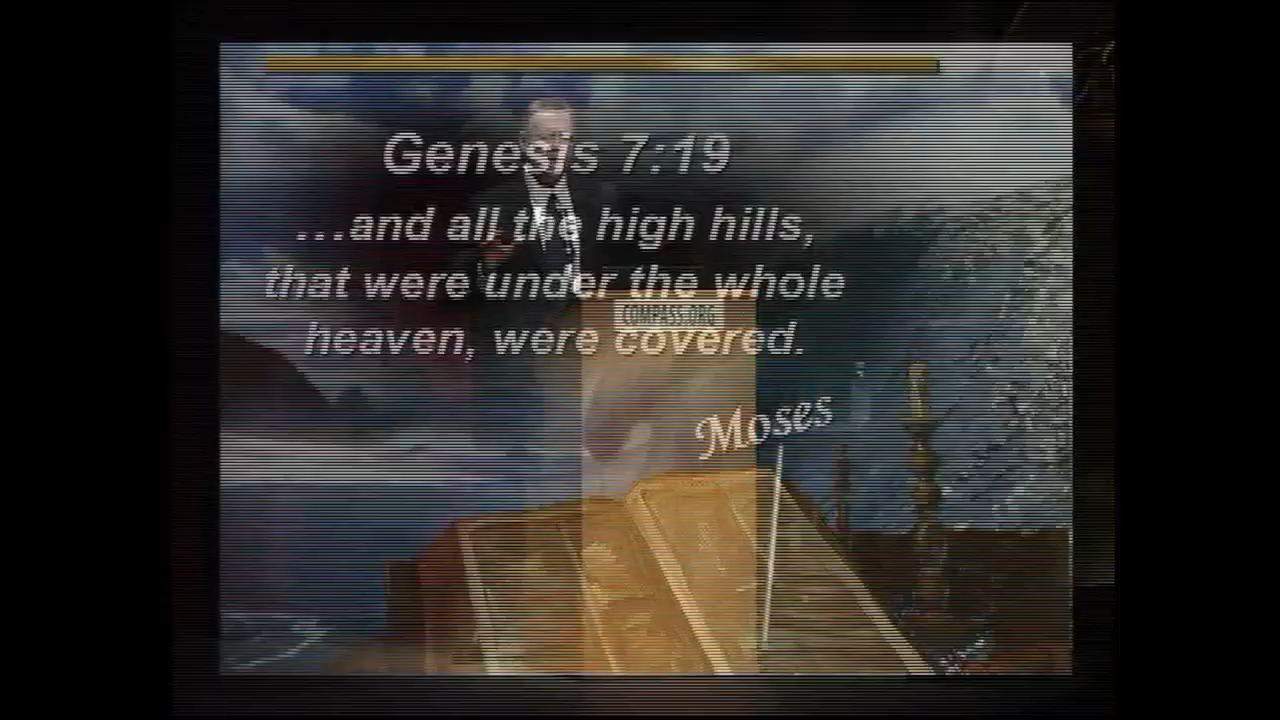 Genesis 7:19
...and all the high hills,
that were under the whole
heaven, were covered.
COMPASS.ORG
Moses